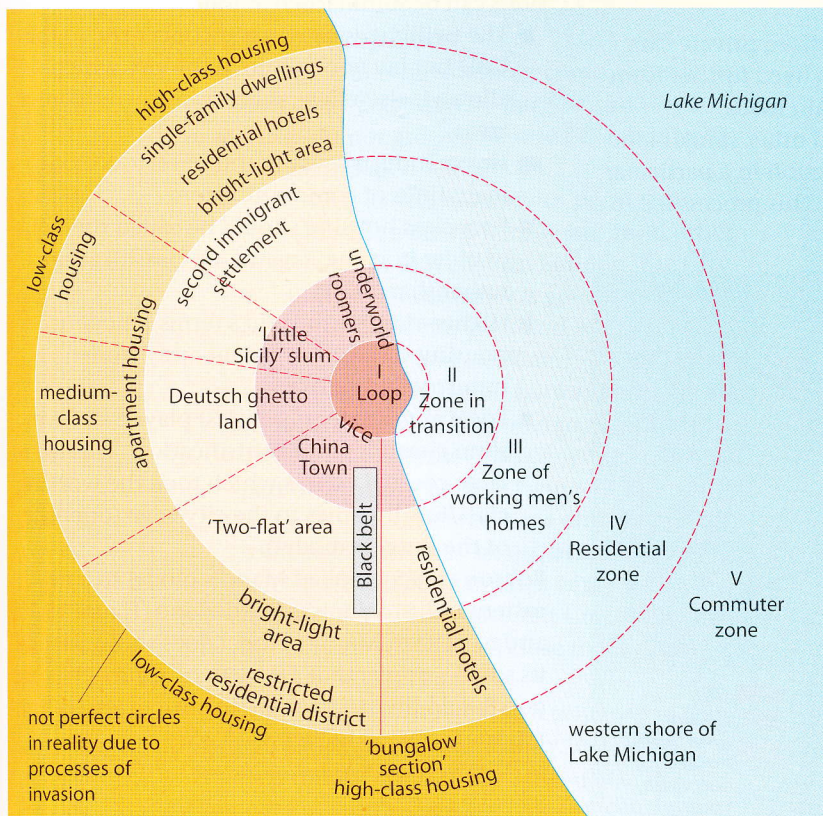 high-class housing
single-family dwellings
residential hotels
bright-light area
Lake Michigan
low-class
housing
second immigrant
settlement
underworld
roomers
'Little
Sicily' slum
I
Loop
II
Zone in
transition
medium-
class
housing
apartment housing
Deutsch ghetto
land
vice
China
Town
III
Zone of
working men's
homes
'Two-flat' area
Black belt
IV
Residential
zone
residential hotels
V
Commuter
zone
bright-light
area
restricted
residential district
low-class housing
not perfect circles
in reality due to
processes of
invasion
'bungalow
section'
high-class housing
western shore of
Lake Michigan